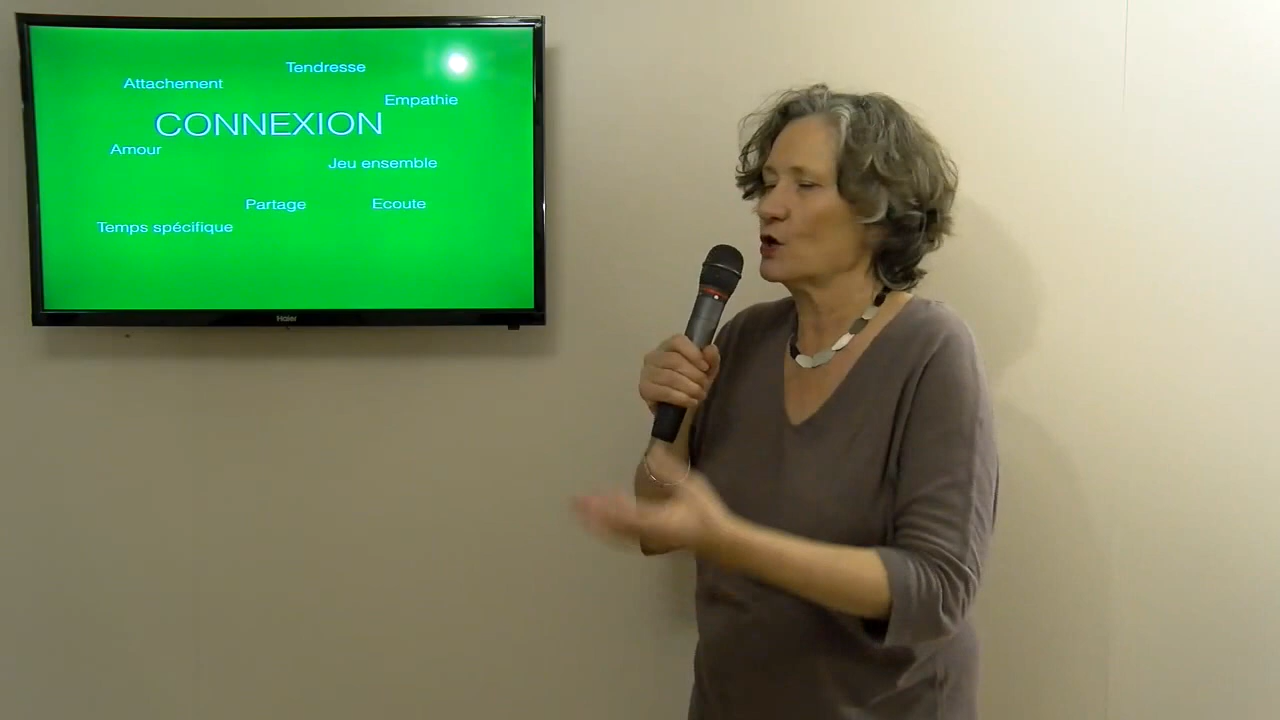 Tendresse
Attachement
Empathie
CONNEXION
Amour
Jeu ensemble
Partage
Ecoute
Temps spécifique
Haier